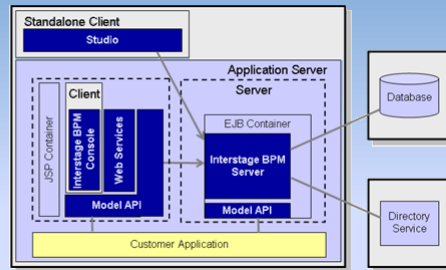 Standalone Client
Studio
Application Server
Server
Client
JSP Container
Interstage BPM
Console
Web Services
Model API
EJB Container
Interstage BPM
Server
Model API
Customer Application
Database
Directory
Service